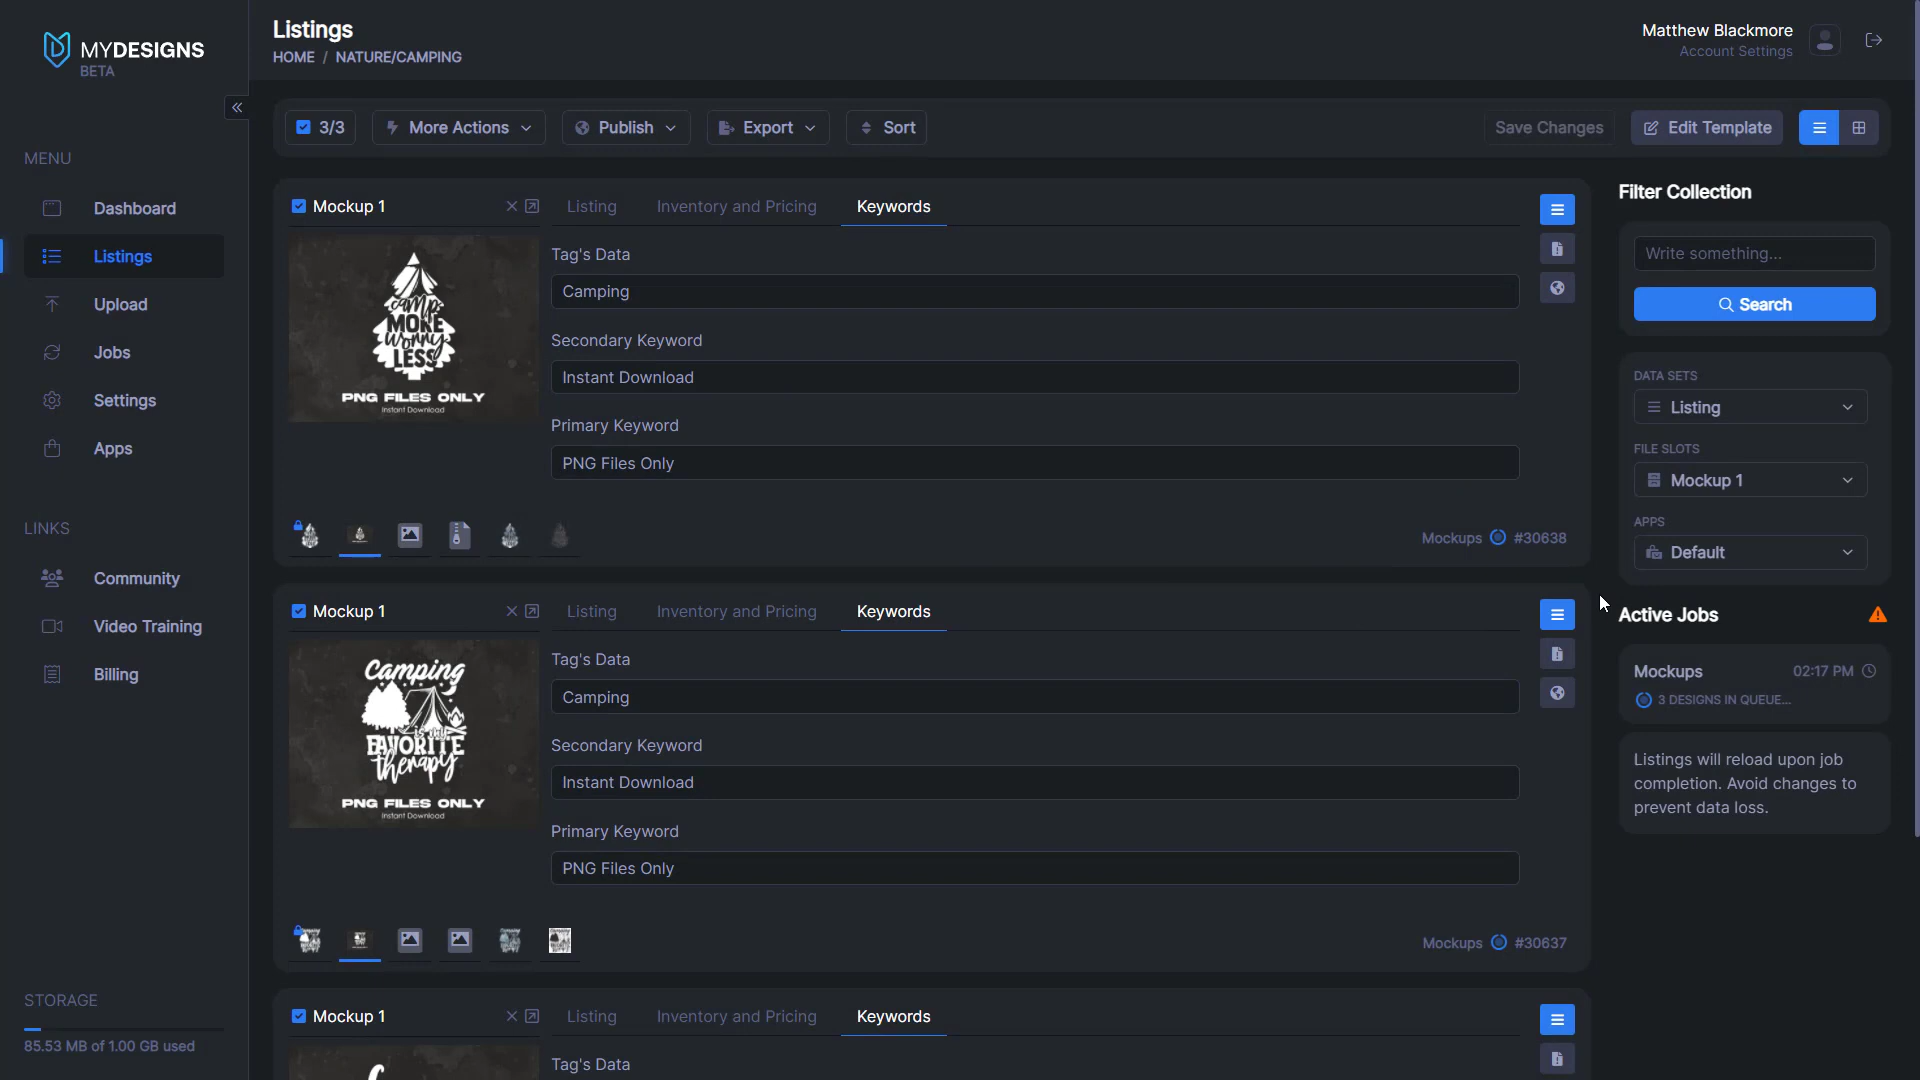 MYDESIGNS
BETA
MENU
Dashboard
Listings
Upload
Jobs
Settings
Apps
LINKS
Community
Video Training
Billing
STORAGE
85.53 MB of 1.00 GB used
Listings
HOME / NATURE/CAMPING
Matthew Blackmore
Account Settings
3/3
More Actions
Publish
Export
Sort
Save Changes
Edit Template
Mockup 1
Listing
Inventory and Pricing
Keywords
camp
MORE
worry
LESS
PNG FILES ONLY
Instant Download
Tag's Data
Camping
Secondary Keyword
Instant Download
Primary Keyword
PNG Files Only
Mockups #30638
Mockup 1
Listing
Inventory and Pricing
Keywords
Camping
is my
FAVORITE
therapy
PNG FILES ONLY
Instant Download
Tag's Data
Camping
Secondary Keyword
Instant Download
Primary Keyword
PNG Files Only
Mockups #30637
Mockup 1
Listing
Inventory and Pricing
Keywords
Tag's Data
Filter Collection
Write something...
Search
DATA SETS
Listing
FILE SLOTS
Mockup 1
APPS
Default
Active Jobs
Mockups 02:17 PM
3 DESIGNS IN QUEUE...
Listings will reload upon job
completion. Avoid changes to
prevent data loss.